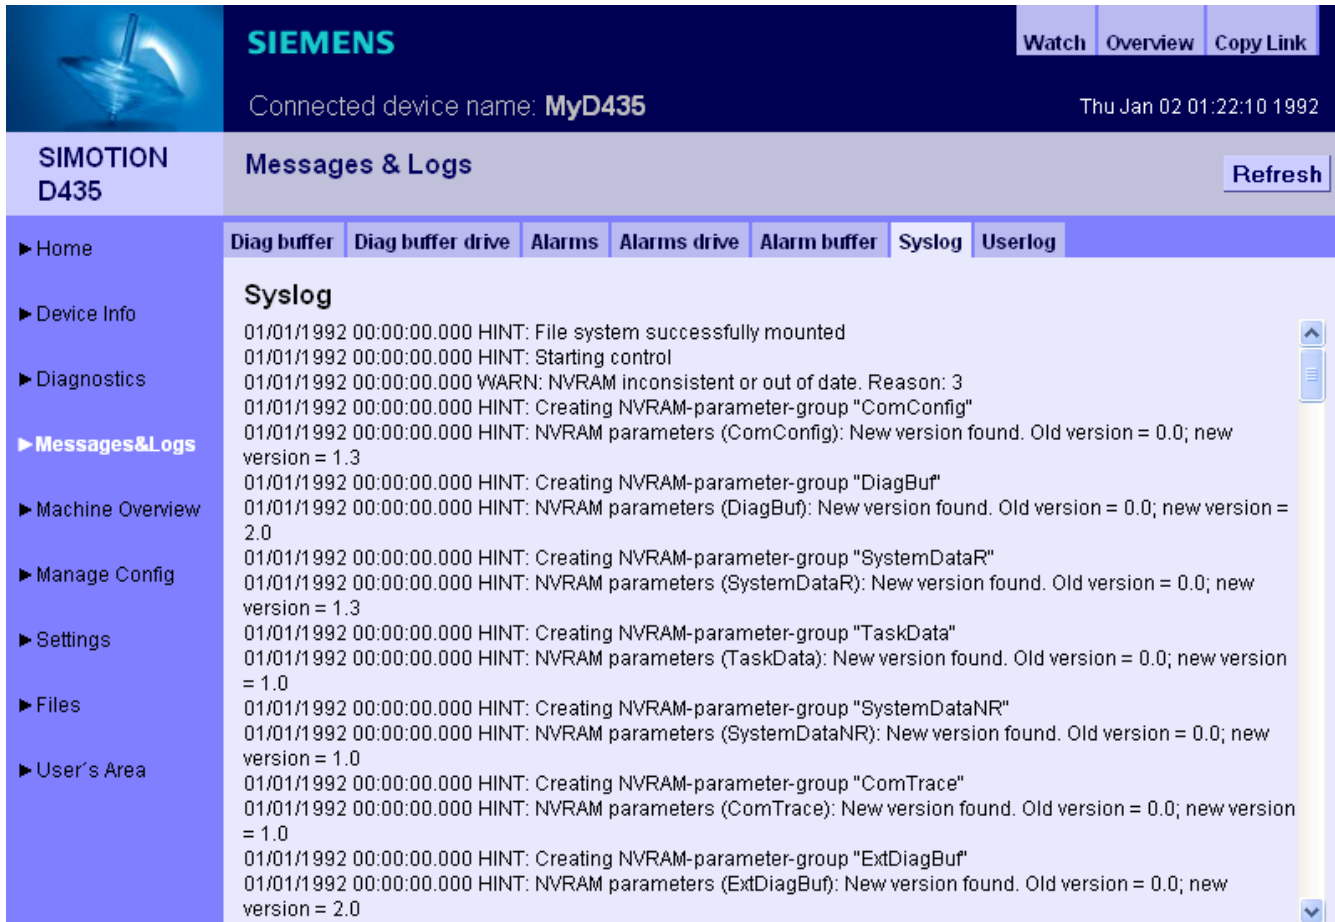 SIEMENS
Watch Overview Copy Link
Connected device name: MyD435
Thu Jan 02 01:22:10 1992
SIMOTION
D435
Messages & Logs
Refresh
Home
Device Info
Diagnostics
Messages&Logs
Machine Overview
Manage Config
Settings
Files
User´s Area
Diag buffer Diag buffer drive Alarms Alarms drive Alarm buffer Syslog Userlog
Syslog
01/01/1992 00:00:00.000 HINT: File system successfully mounted
01/01/1992 00:00:00.000 HINT: Starting control
01/01/1992 00:00:00.000 WARN: NVRAM inconsistent or out of date. Reason: 3
01/01/1992 00:00:00.000 HINT: Creating NVRAM-parameter-group "ComConfig"
01/01/1992 00:00:00.000 HINT: NVRAM parameters (ComConfig): New version found. Old version = 0.0; new
version = 1.3
01/01/1992 00:00:00.000 HINT: Creating NVRAM-parameter-group "DiagBuf"
01/01/1992 00:00:00.000 HINT: NVRAM parameters (DiagBuf): New version found. Old version = 0.0; new version =
2.0
01/01/1992 00:00:00.000 HINT: Creating NVRAM-parameter-group "SystemDataR"
01/01/1992 00:00:00.000 HINT: NVRAM parameters (SystemDataR): New version found. Old version = 0.0; new
version = 1.3
01/01/1992 00:00:00.000 HINT: Creating NVRAM-parameter-group "TaskData"
01/01/1992 00:00:00.000 HINT: NVRAM parameters (TaskData): New version found. Old version = 0.0; new version
= 1.0
01/01/1992 00:00:00.000 HINT: Creating NVRAM-parameter-group "SystemDataNR"
01/01/1992 00:00:00.000 HINT: NVRAM parameters (SystemDataNR): New version found. Old version = 0.0; new
version = 1.0
01/01/1992 00:00:00.000 HINT: Creating NVRAM-parameter-group "ComTrace"
01/01/1992 00:00:00.000 HINT: NVRAM parameters (ComTrace): New version found. Old version = 0.0; new version
= 1.0
01/01/1992 00:00:00.000 HINT: Creating NVRAM-parameter-group "ExtDiagBuf"
01/01/1992 00:00:00.000 HINT: NVRAM parameters (ExtDiagBuf): New version found. Old version = 0.0; new
version = 2.0